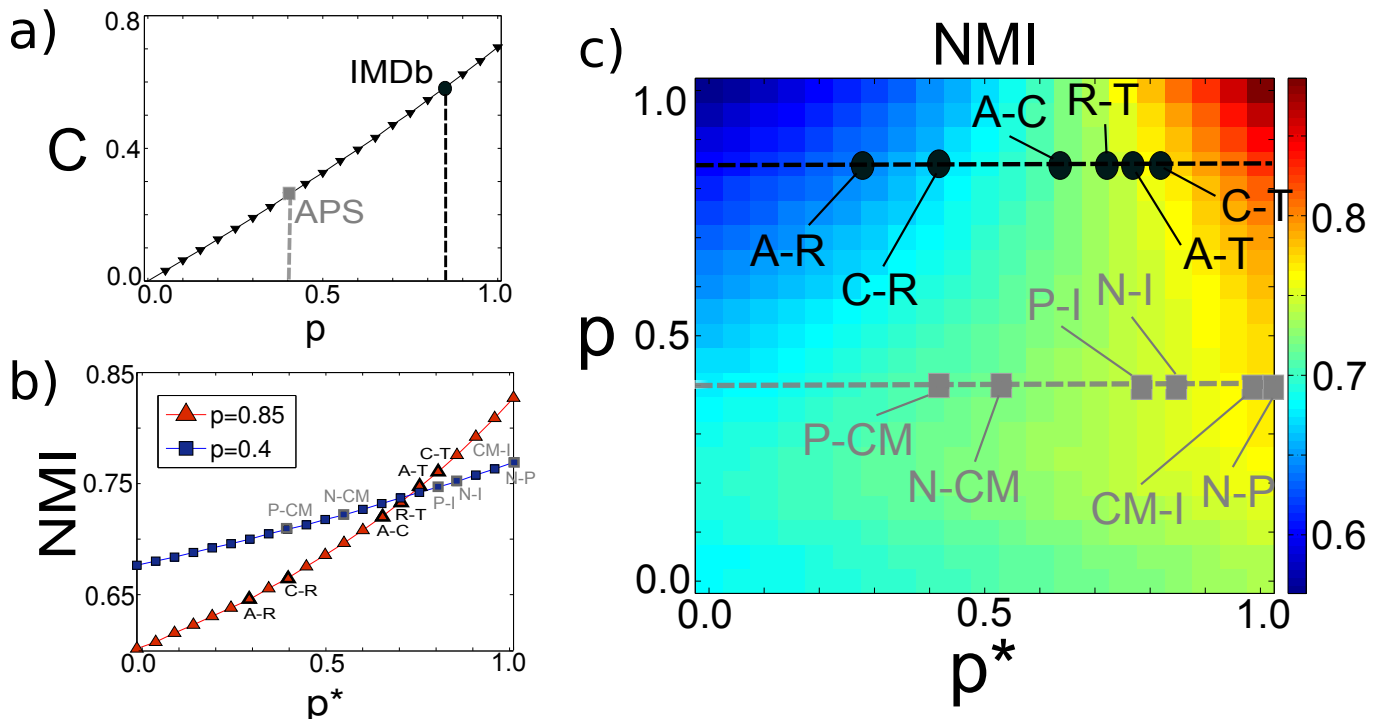 a)
0.8
0.4
0.0
C
IMDb
APS
0.0
0.5
1.0
p
b)
0.85
0.75
0.65
NMI
p=0.85
p=0.4
P-CM
N-CM
A-T
C-T
CM-I
N-P
N-I
P-I
R-T
A-C
C-R
A-R
0.0
0.5
1.0
p*
c)
NMI
1.0
0.5
0.0
p
A-C
R-T
C-T
A-T
A-R
C-R
P-I
N-I
P-CM
N-CM
CM-I
N-P
0.0
0.5
1.0
p*
0.8
0.7
0.6